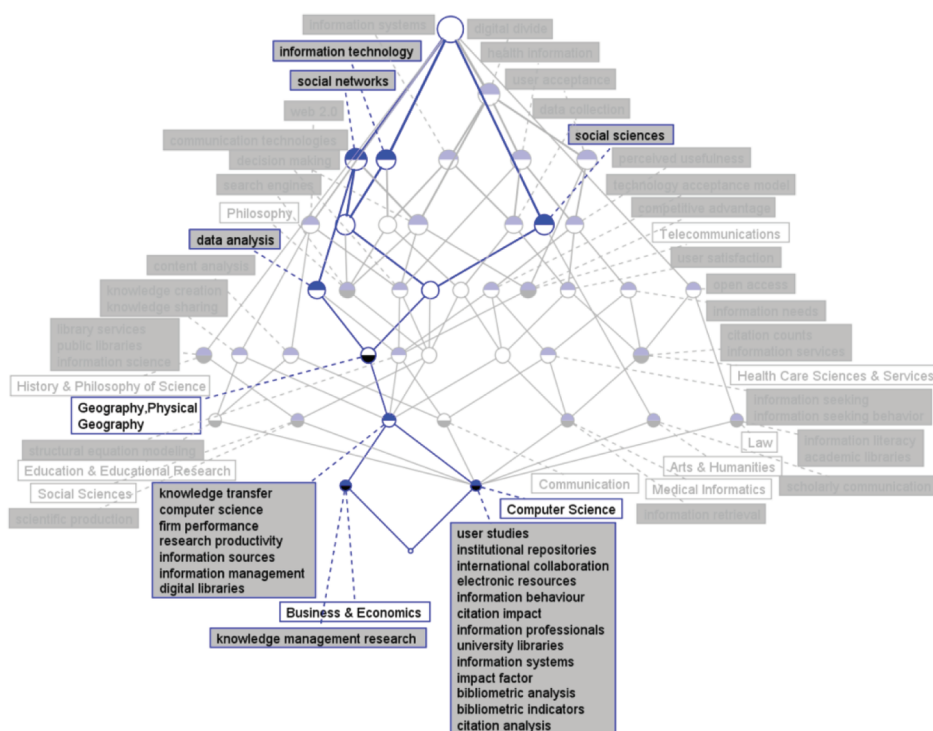 information systems
digital divide
information technology
health information
social networks
user acceptance
web 2.0
data collection
communication technologies
social sciences
decision making
perceived usefulness
search engines
technology acceptance model
Philosophy
competitive advantage
data analysis
Telecommunications
content analysis
user satisfaction
knowledge creation
knowledge sharing
open access
information needs
library services
public libraries
information science
citation counts
information services
History & Philosophy of Science
Health Care Sciences & Services
Geography,Physical
Geography
information seeking
information seeking behavior
structural equation modeling
Law
information literacy
academic libraries
Education & Educational Research
Arts & Humanities
Social Sciences
Communication
Medical Informatics
scholarly communication
scientific production
information retrieval
knowledge transfer
computer science
firm performance
research productivity
information sources
information management
digital libraries
Computer Science
Business & Economics
knowledge management research
user studies
institutional repositories
international collaboration
electronic resources
information behaviour
citation impact
information professionals
university libraries
information systems
impact factor
bibliometric analysis
bibliometric indicators
citation analysis